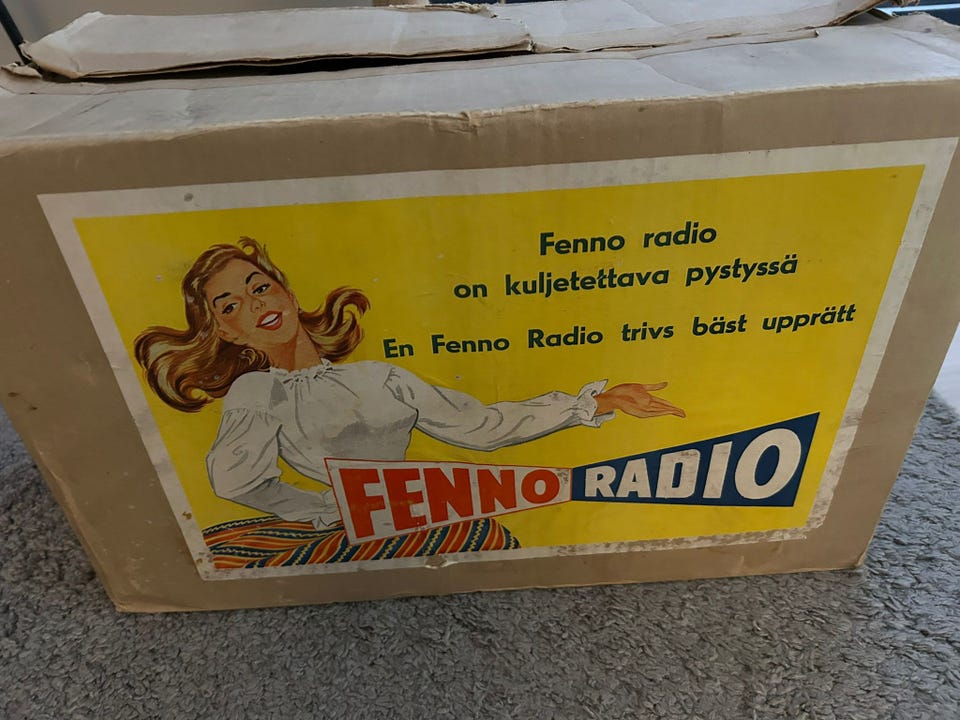 Fenno radio
on kuljetettava pystyssä
En Fenno Radio trivs bäst upprätt
FENNO RADIO